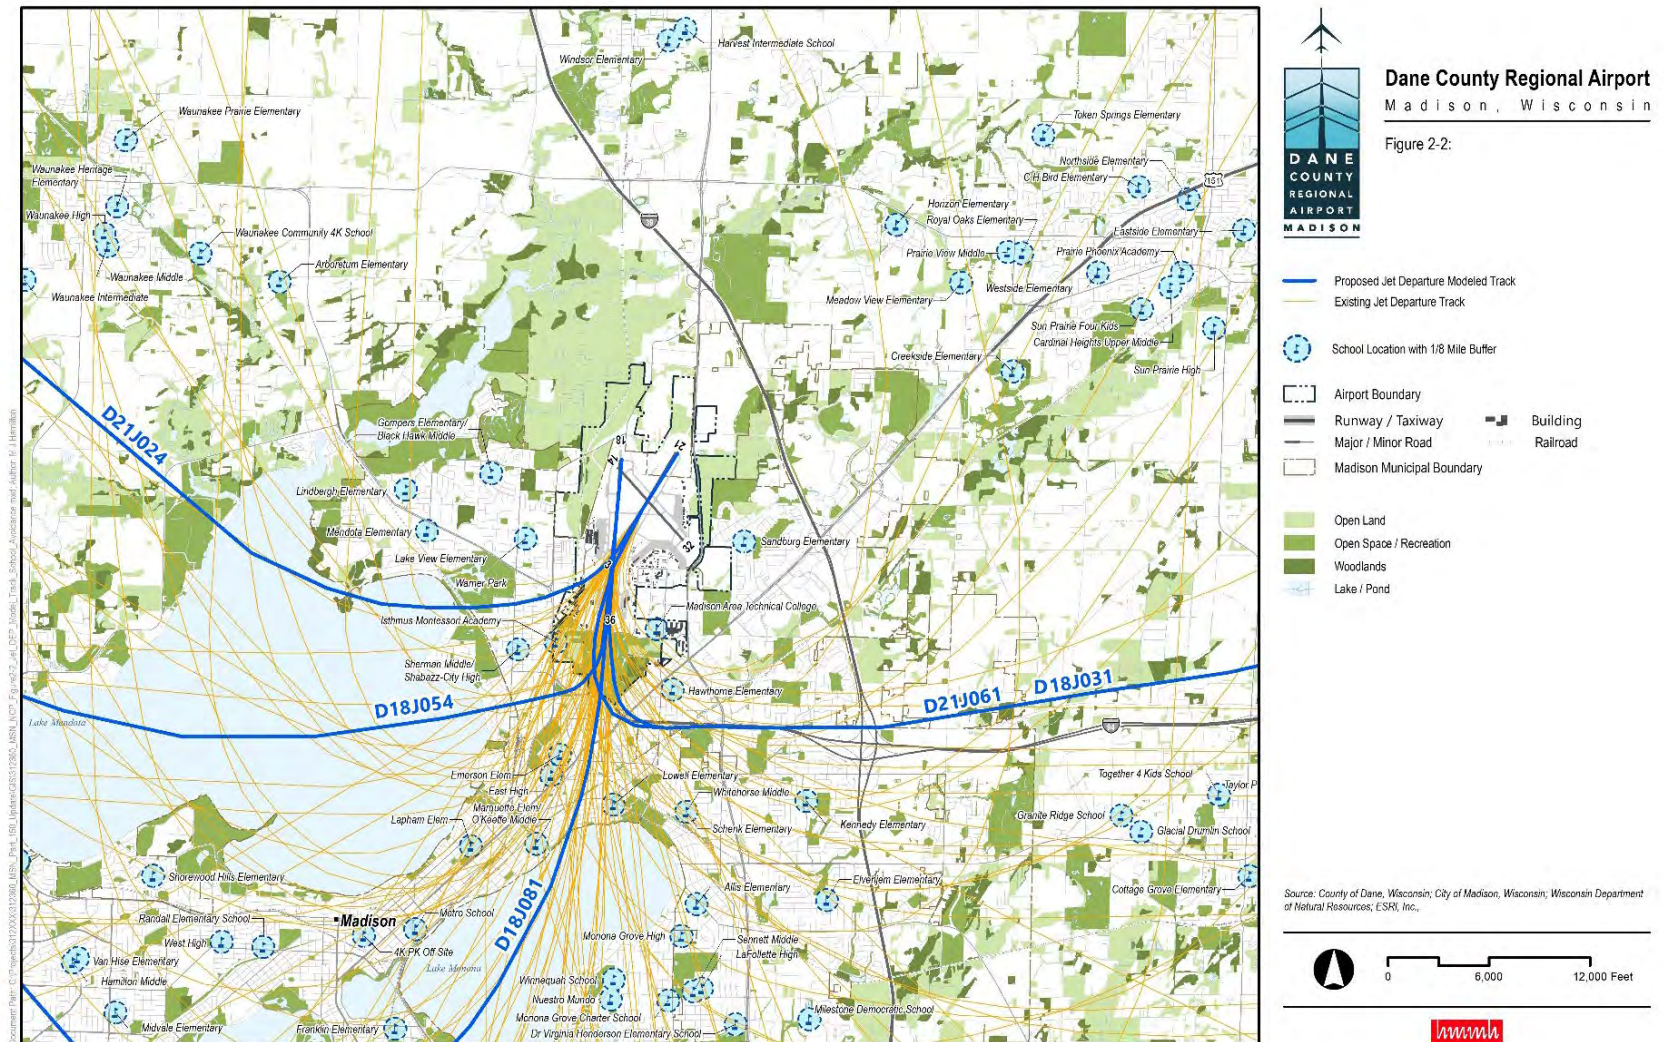 Harvest Intermediate School
Windsor Elementary
Waunakee Prairie Elementary
Token Springs Elementary
Waunakee Heritage
Elementary
Northside Elementary
C H Bird Elementary
151
Waunakee High
Horizon Elementary
Royal Oaks Elementary
39
Waunakee Community 4K School
Eastside Elementary
Prairie View Middle
Prairie Phoenix Academy
Arboretum Elementary
Waunakee Middle
Waunakee Intermediate
Meadow View Elementary
Westside Elementary
Sun Prairie Four Kids
Cardinal Heights Upper Middle
Creekside Elementary
Sun Prairie High
D21J024
Gompers Elementary/
Black Hawk Middle
18
21
14
Lindbergh Elementary
Mendota Elementary
Sandburg Elementary
32
Lake View Elementary
3
Warner Park
Madison Area Technical College
Isthmus Montessori Academy
36
Sherman Middle/
Shabazz-City High
Hawthorne Elementary
D18J054
D21J061
D18J031
Lake Mendota
Emerson Elem
East High
Lowell Elementary
Together 4 Kids School
Taylor P
Whitehorse Middle
Marquette Elem/
O'Keeffe Middle
Lapham Elem
Schenk Elementary
Kennedy Elementary
Granite Ridge School
Glacial Drumlin School
Shorewood Hills Elementary
Allis Elementary
Elvehjem Elementary
Cottage Grove Elementary
D18J081
Randall Elementary School
Madison
Metro School
West High
4K PK Off Site
Monona Grove High
Sennett Middle
LaFollette High
Van Hise Elementary
Lake Monona
Hamilton Middle
Winnequah School
Nuestro Mundo
Monona Grove Charter School
Milestone Democratic School
Midvale Elementary
Franklin Elementary
Dr Virginia Henderson Elementary School
DANE
COUNTY
REGIONAL
AIRPORT
MADISON
Dane County Regional Airport
Madison, Wisconsin
Figure 2-2:
Proposed Jet Departure Modeled Track
Existing Jet Departure Track
School Location with 1/8 Mile Buffer
Airport Boundary
Runway / Taxiway
Building
Major / Minor Road
Railroad
Madison Municipal Boundary
Open Land
Open Space / Recreation
Woodlands
Lake / Pond
Source: County of Dane, Wisconsin; City of Madison, Wisconsin; Wisconsin Department
of Natural Resources; ESRI, Inc.,
0 6,000 12,000 Feet
hmmh